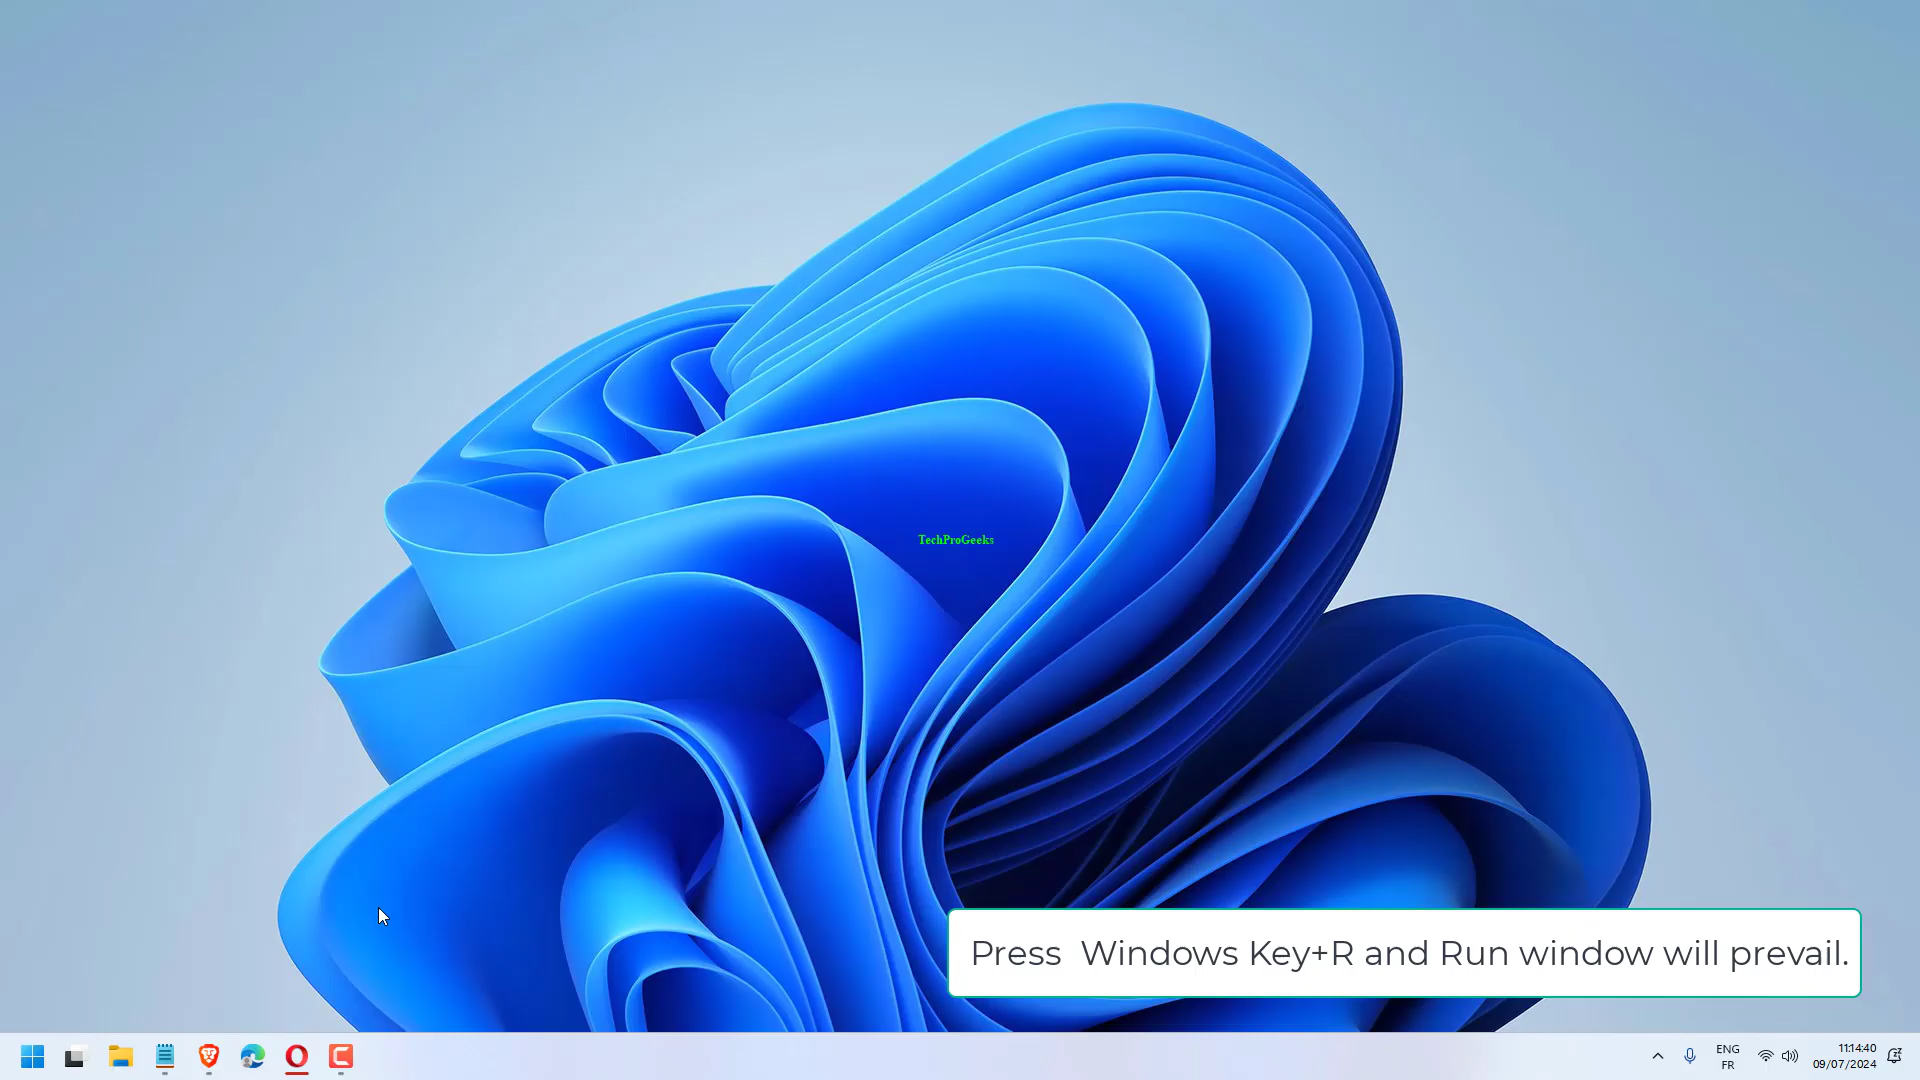 TechProGeeks
Press  Windows Key+R and Run window will prevail.
ENG
FR
11:14:40
09/07/2024